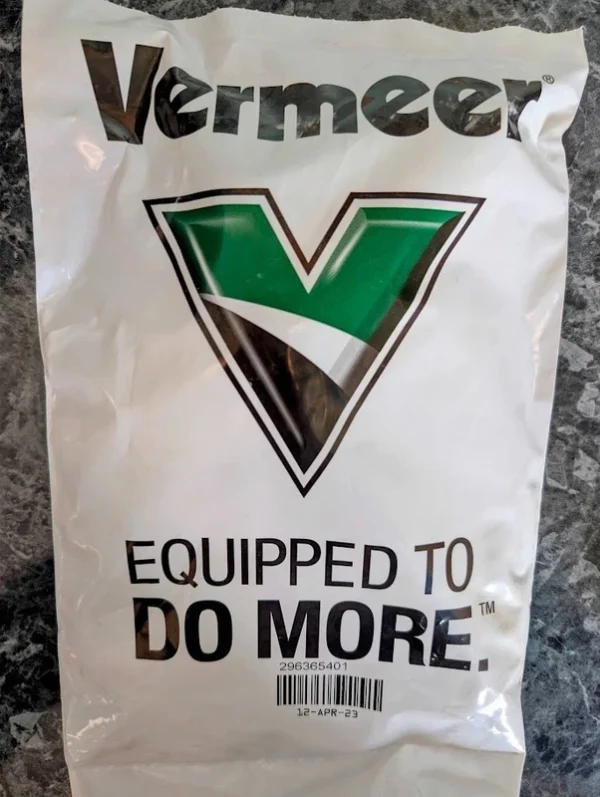 Vermeer®
EQUIPPED TO
DO MORE.™
296365401
12-APR-23